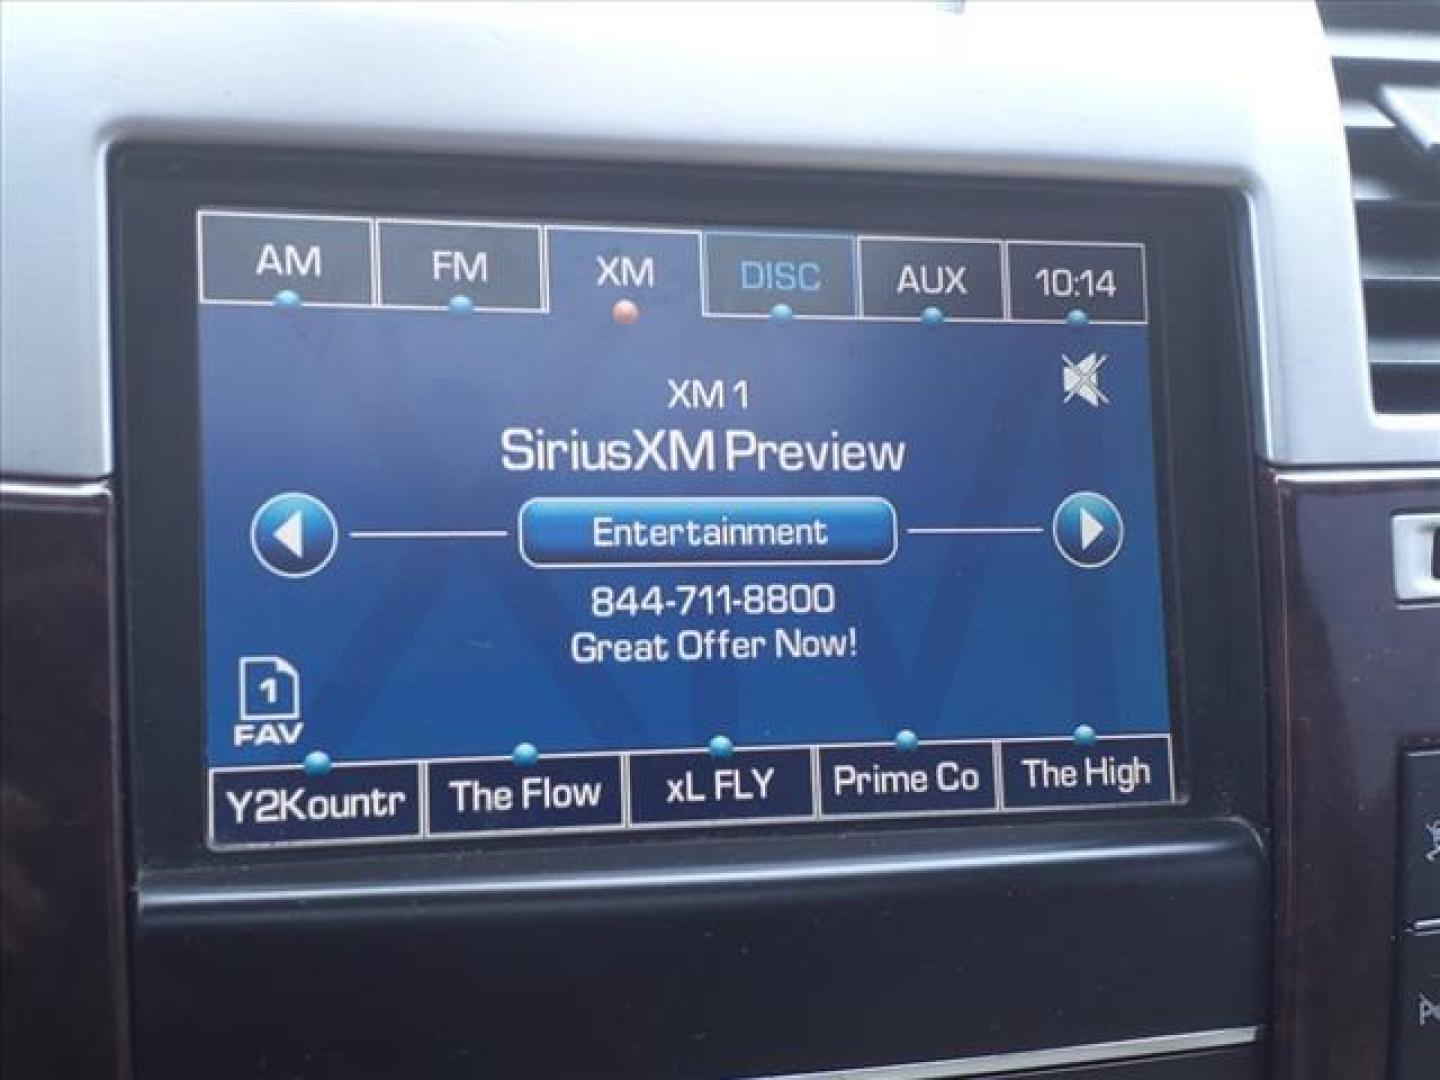 AM FM XM DISC AUX 10:14
XM 1
SiriusXM Preview
Entertainment
844-711-8800
Great Offer Now!
1
FAV
Y2Kountr The Flow xL FLY Prime Co The High